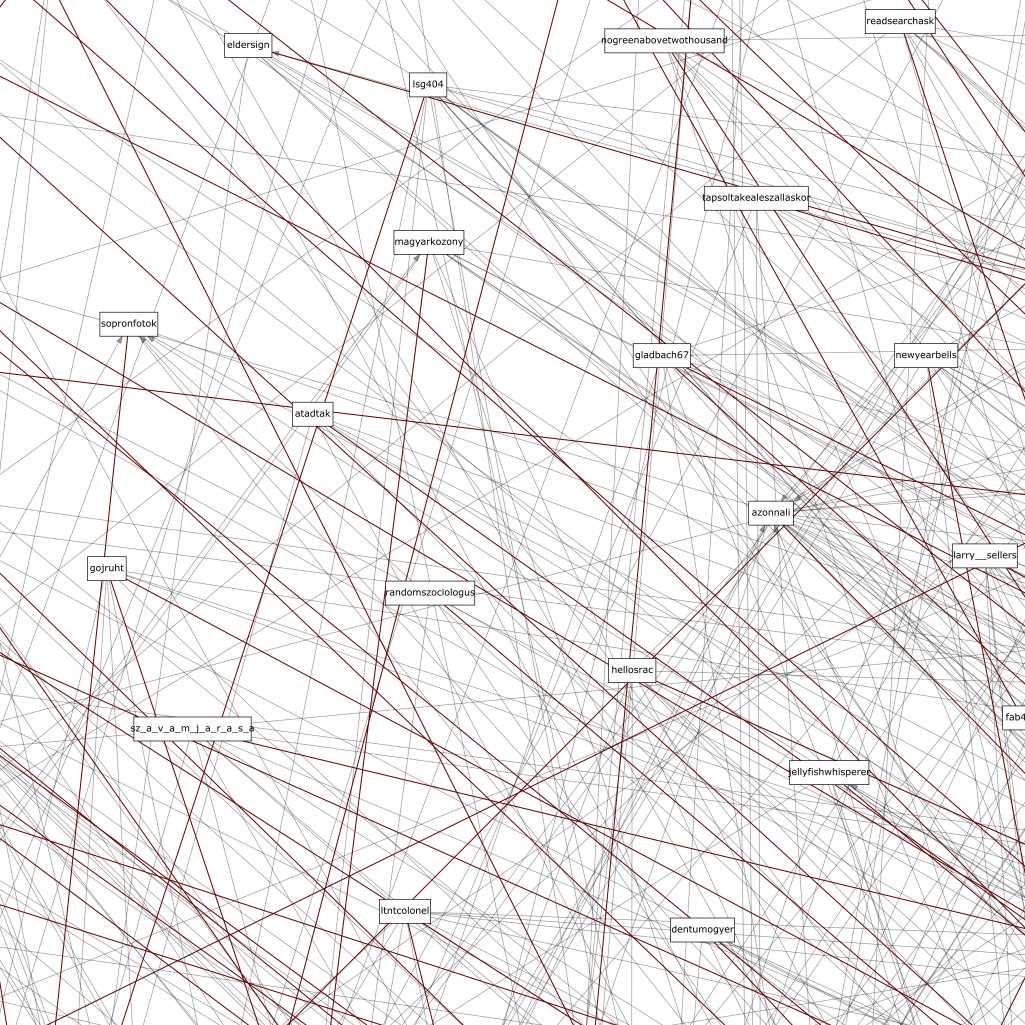 readsearchask
nogreenabovetwothousand
eldersign
lsg404
tapsoltakealeszallaskor
magyarkozony
sopronfotok
gladbach67
newyearbells
atadtak
azonnali
larry__sellers
gojruht
randomszociologus
hellosrac
fab4
sz_a_v_a_m_j_a_r_a_s_a
jellyfishwhisperer
ltntcolonel
dentumogyer